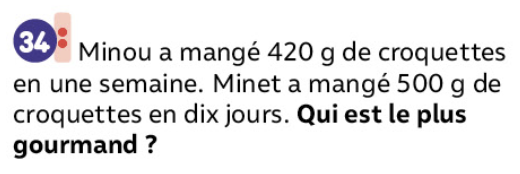 34 Minou a mangé 420 g de croquettes
en une semaine. Minet a mangé 500 g de
croquettes en dix jours. Qui est le plus
gourmand ?